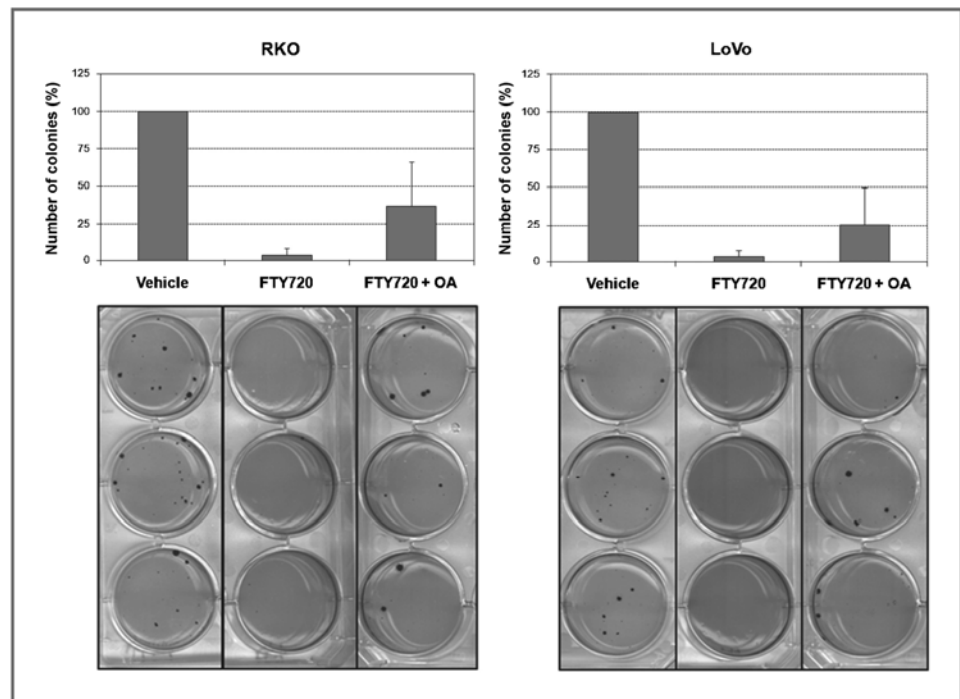 RKO
Number of colonies (%)
125
100
75
50
25
0
Vehicle FTY720 FTY720 + OA
LoVo
Number of colonies (%)
125
100
75
50
25
0
Vehicle FTY720 FTY720 + OA